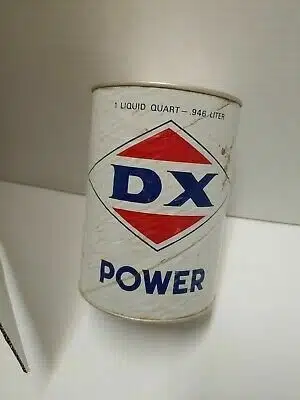 1 LIQUID QUART – .946 LITER
DX
POWER